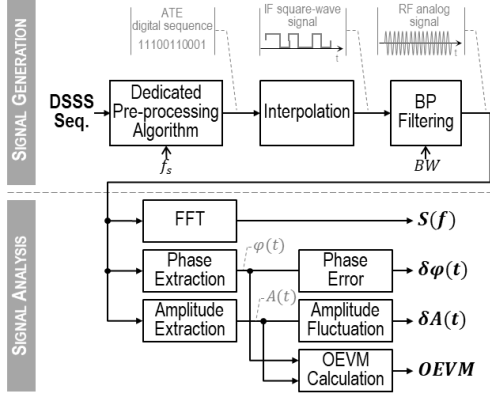 SIGNAL GENERATION
ATE
digital sequence
11100110001
IF square-wave
signal
t
RF analog
signal
t
DSSS
Seq.
Dedicated
Pre-processing
Algorithm
Interpolation
BP
Filtering
fs
BW
SIGNAL ANALYSIS
FFT
S(f)
Phase
Extraction
φ(t)
Phase
Error
δφ(t)
Amplitude
Extraction
A(t)
Amplitude
Fluctuation
δA(t)
OEVM
Calculation
OEVM